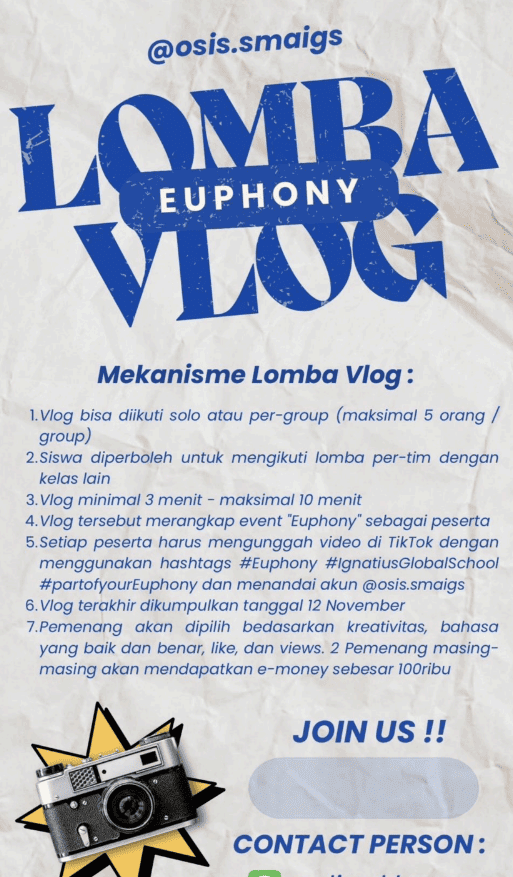 @osis.smaigs
LOMBA
EUPHONY
VLOG
Mekanisme Lomba Vlog :
1. Vlog bisa diikuti solo atau per-group (maksimal 5 orang /
group)
2. Siswa diperboleh untuk mengikuti lomba per-tim dengan
kelas lain
3. Vlog minimal 3 menit - maksimal 10 menit
4. Vlog tersebut merangkap event "Euphony" sebagai peserta
5. Setiap peserta harus mengunggah video di TikTok dengan
menggunakan hashtags #Euphony #IgnatiusGlobalSchool
#partofyourEuphony dan menandai akun @osis.smaigs
6. Vlog terakhir dikumpulkan tanggal 12 November
7. Pemenang akan dipilih bedasarkan kreativitas, bahasa
yang baik dan benar, like, dan views. 2 Pemenang masing-
masing akan mendapatkan e-money sebesar 100ribu
JOIN US !!
CONTACT PERSON :